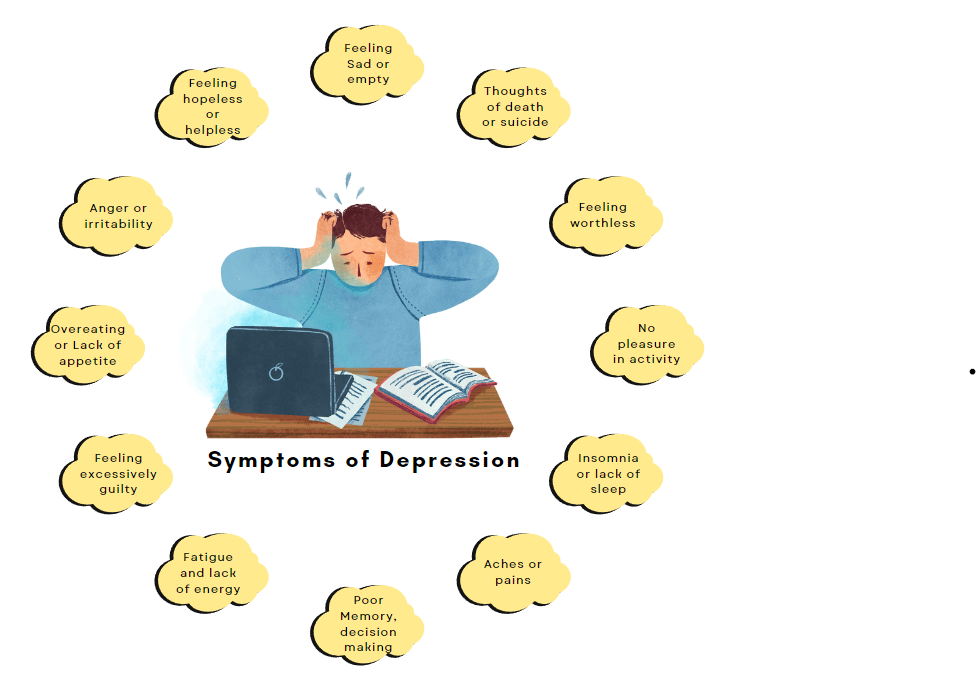 Feeling
Sad or
empty
Thoughts
of death
or suicide
Feeling
worthless
No
pleasure
in activity
Insomnia
or lack of
sleep
Aches or
pains
Poor
Memory,
decision
making
Fatigue
and lack
of energy
Feeling
excessively
guilty
Overeating
or Lack of
appetite
Anger or
irritability
Feeling
hopeless
or
helpless
Symptoms of Depression